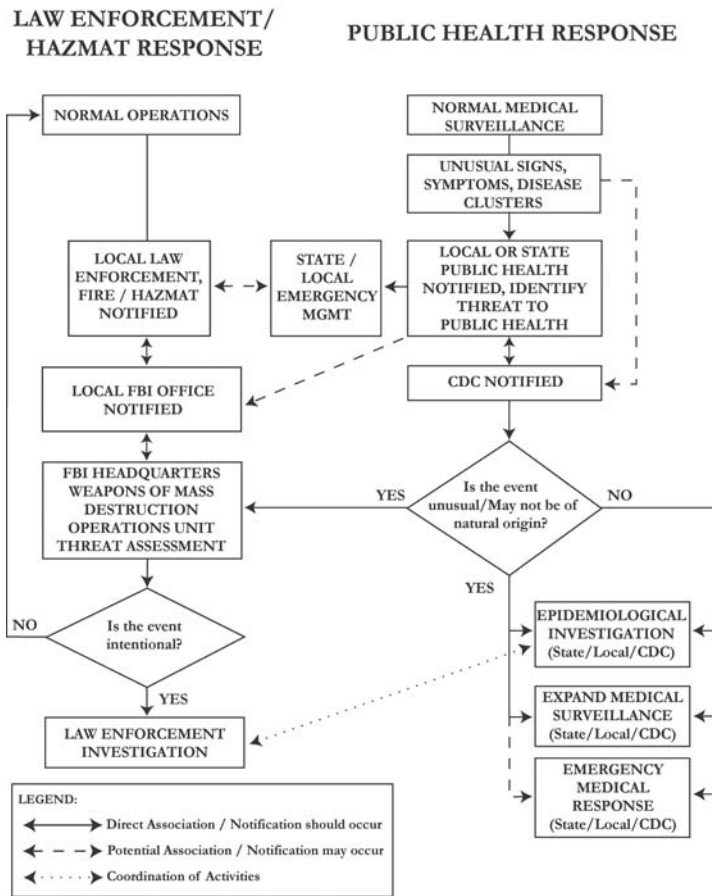 LAW ENFORCEMENT/
HAZMAT RESPONSE
PUBLIC HEALTH RESPONSE
NORMAL OPERATIONS
LOCAL LAW
ENFORCEMENT,
FIRE / HAZMAT
NOTIFIED
LOCAL FBI OFFICE
NOTIFIED
FBI HEADQUARTERS
WEAPONS OF MASS
DESTRUCTION
OPERATIONS UNIT
THREAT ASSESSMENT
NO
Is the event
intentional?
YES
LAW ENFORCEMENT
INVESTIGATION
STATE /
LOCAL
EMERGENCY
MGMT
NORMAL MEDICAL
SURVEILLANCE
UNUSUAL SIGNS,
SYMPTOMS, DISEASE
CLUSTERS
LOCAL OR STATE
PUBLIC HEALTH
NOTIFIED, IDENTIFY
THREAT TO
PUBLIC HEALTH
CDC NOTIFIED
YES
Is the event
unusual/May not be of
natural origin?
NO
YES
EPIDEMIOLOGICAL
INVESTIGATION
(State/Local/CDC)
EXPAND MEDICAL
SURVEILLANCE
(State/Local/CDC)
EMERGENCY
MEDICAL
RESPONSE
(State/Local/CDC)
LEGEND:
Direct Association / Notification should occur
Potential Association / Notification may occur
Coordination of Activities